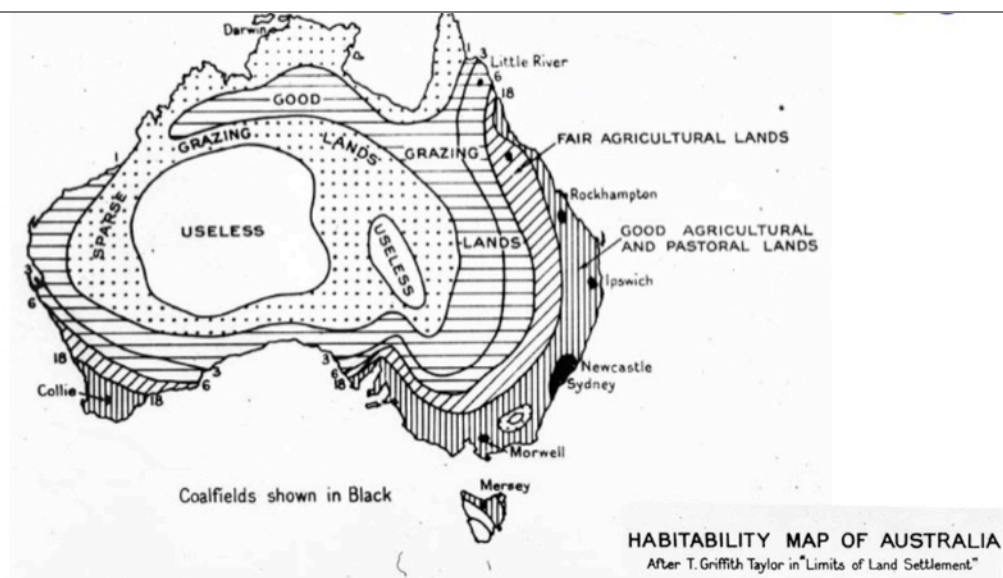 Darwin
1
3
Little River
6
18
GOOD
FAIR AGRICULTURAL LANDS
GRAZING LANDS
GRAZING
1
Rockhampton
SPARSE
USELESS
GOOD AGRICULTURAL
AND PASTORAL LANDS
LANDS
USELESS
Ipswich
3
6
18
3
6
18
Newcastle
Sydney
3
6
18
Collie
Morwell
Mersey
Coalfields shown in Black
HABITABILITY MAP OF AUSTRALIA
After T. Griffith Taylor in "Limits of Land Settlement"